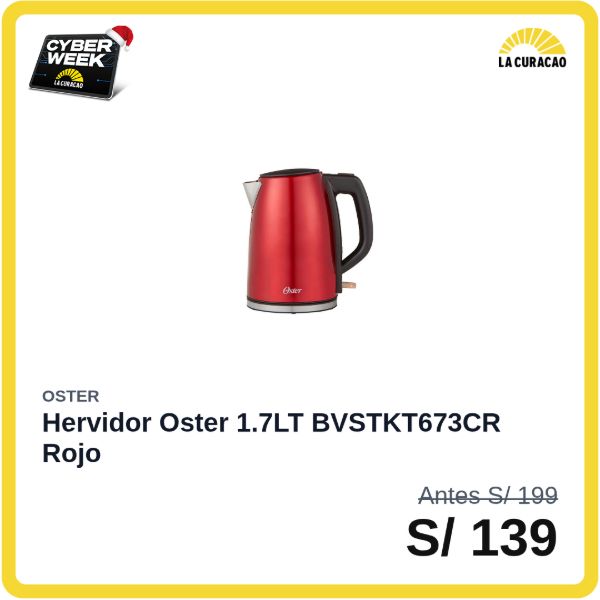 CYBER
WEEK
LA CURACAO
LA CURACAO
Oster
OSTER
Hervidor Oster 1.7LT BVSTKT673CR
Rojo
Antes S/ 199
S/ 139